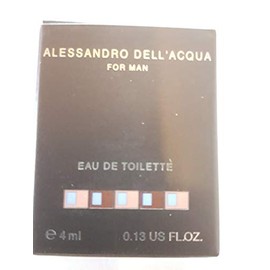 ALESSANDRO DELL'ACQUA
FOR MAN
EAU DE TOILETTE
℮ 4 ml 0.13 US FL.OZ.